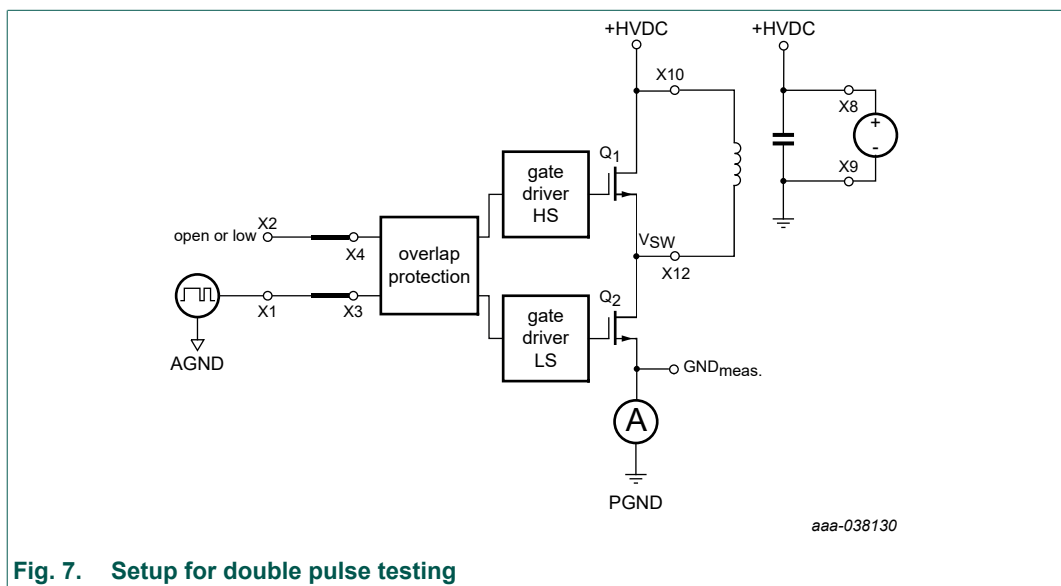 +HVDC
+HVDC
X10
X8
+
-
X9
Q1
gate
driver
HS
open or low
X2
X4
overlap
protection
VSW
X12
X1
X3
AGND
Q2
gate
driver
LS
GNDmeas.
A
PGND
aaa-038130
Fig. 7. Setup for double pulse testing